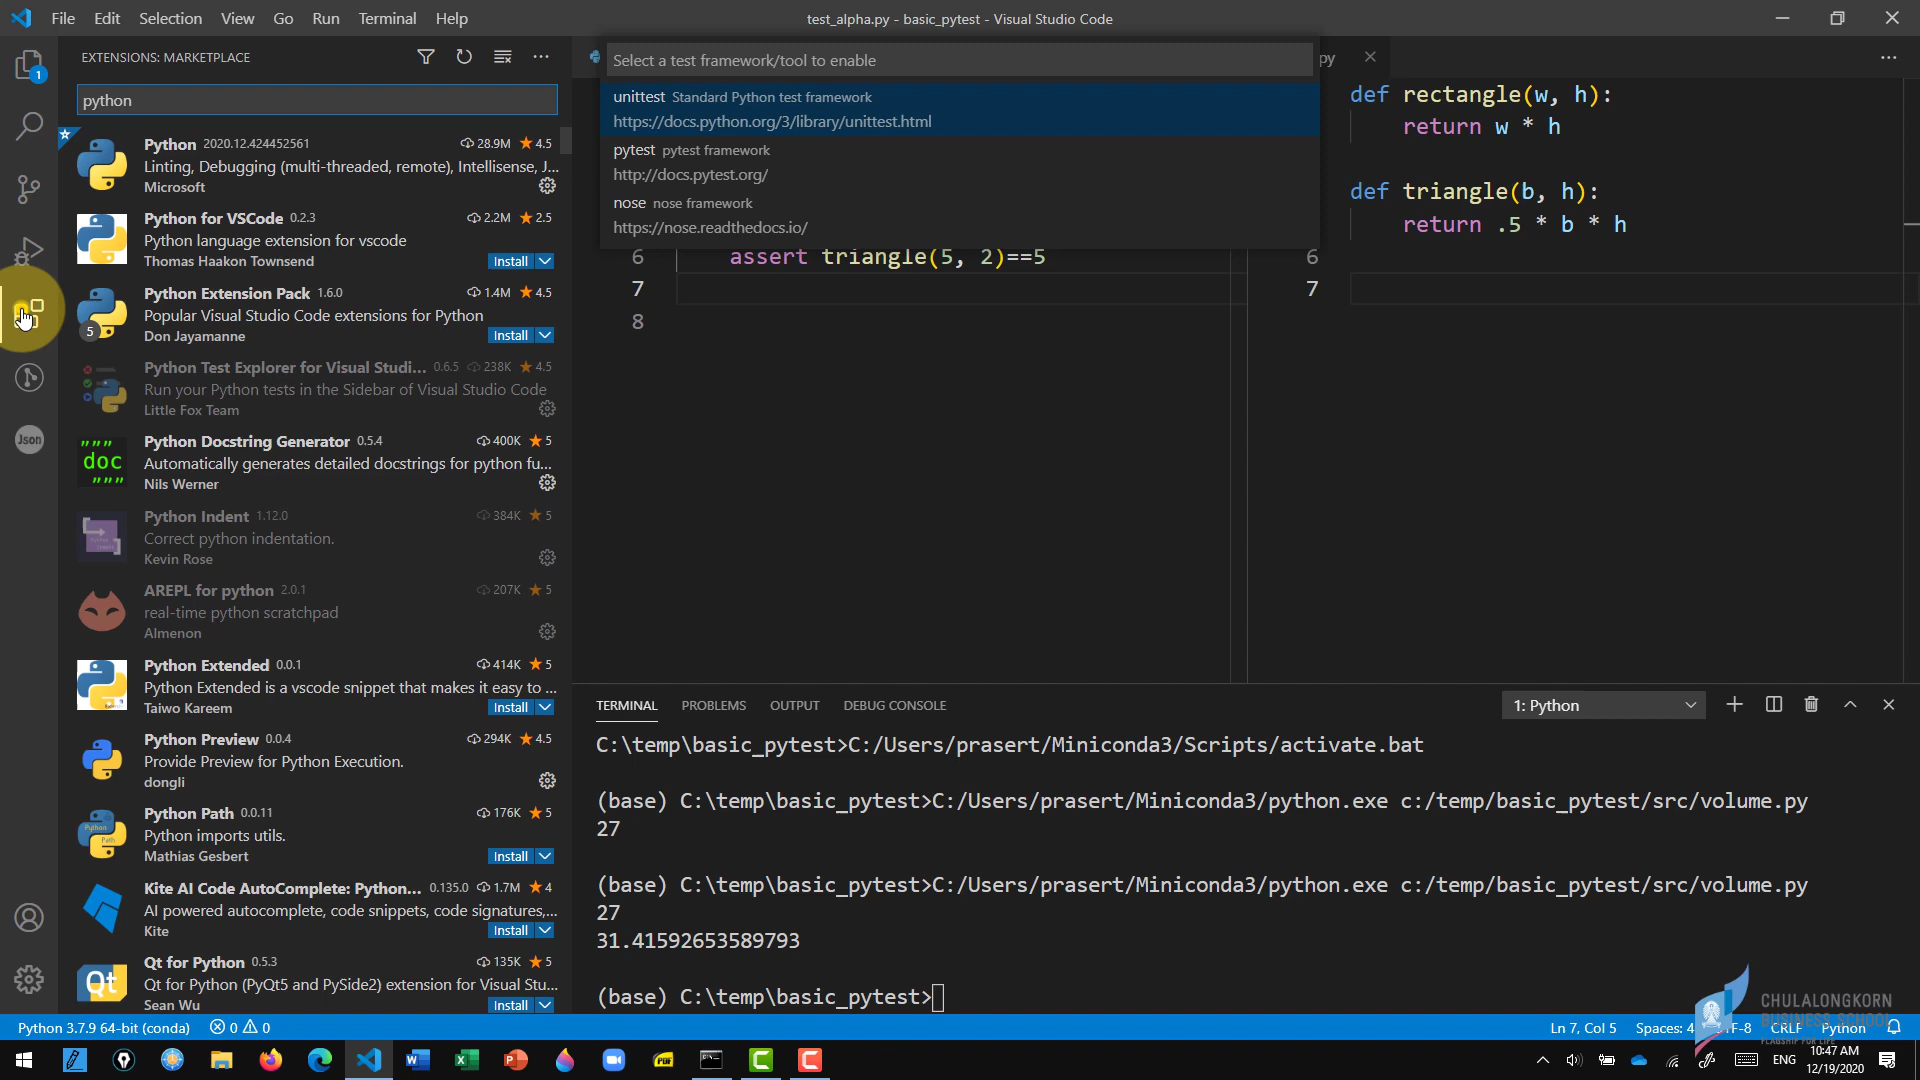 File Edit Selection View Go Run Terminal Help
test_alpha.py - basic_pytest - Visual Studio Code
EXTENSIONS: MARKETPLACE
1
python
Python 2020.12.424452561 28.9M 4.5
Linting, Debugging (multi-threaded, remote), Intellisense, J...
Microsoft
Python for VSCode 0.2.3 2.2M 2.5
Python language extension for vscode
Thomas Haakon Townsend Install
Python Extension Pack 1.6.0 1.4M 4.5
Popular Visual Studio Code extensions for Python
5
Don Jayamanne Install
Python Test Explorer for Visual Studi... 0.6.5 238K 4.5
Run your Python tests in the Sidebar of Visual Studio Code
Little Fox Team
Json
Python Docstring Generator 0.5.4 400K 5
""" doc """
Automatically generates detailed docstrings for python fu...
Nils Werner
Python Indent 1.12.0 384K 5
Correct python indentation.
Kevin Rose
AREPL for python 2.0.1 207K 5
real-time python scratchpad
Almenon
Python Extended 0.0.1 414K 5
Python Extended is a vscode snippet that makes it easy to ...
Taiwo Kareem Install
Python Preview 0.0.4 294K 4.5
Provide Preview for Python Execution.
dongli
Python Path 0.0.11 176K 5
Python imports utils.
Mathias Gesbert Install
Kite AI Code AutoComplete: Python... 0.135.0 1.7M 4
AI powered autocomplete, code snippets, code signatures,...
Kite Install
Qt for Python 0.5.3 135K 5
Qt
Qt for Python (PyQt5 and PySide2) extension for Visual Stu...
Sean Wu Install
Select a test framework/tool to enable
unittest Standard Python test framework
https://docs.python.org/3/library/unittest.html
pytest pytest framework
http://docs.pytest.org/
nose nose framework
https://nose.readthedocs.io/
6 assert triangle(5, 2)==5
7
8
py
def rectangle(w, h):
return w * h
def triangle(b, h):
return .5 * b * h
6
7
TERMINAL PROBLEMS OUTPUT DEBUG CONSOLE 1: Python
C:\temp\basic_pytest>C:/Users/prasert/Miniconda3/Scripts/activate.bat
(base) C:\temp\basic_pytest>C:/Users/prasert/Miniconda3/python.exe c:/temp/basic_pytest/src/volume.py
27
(base) C:\temp\basic_pytest>C:/Users/prasert/Miniconda3/python.exe c:/temp/basic_pytest/src/volume.py
27
31.41592653589793
(base) C:\temp\basic_pytest>
CHULALONGKORN
BUSINESS SCHOOL
FLAGSHIP FOR LIFE
Python 3.7.9 64-bit (conda) 0 0 Ln 7, Col 5 Spaces: 4 UTF-8 CRLF Python
W X P PDF C C
ENG 10:47 AM
12/19/2020